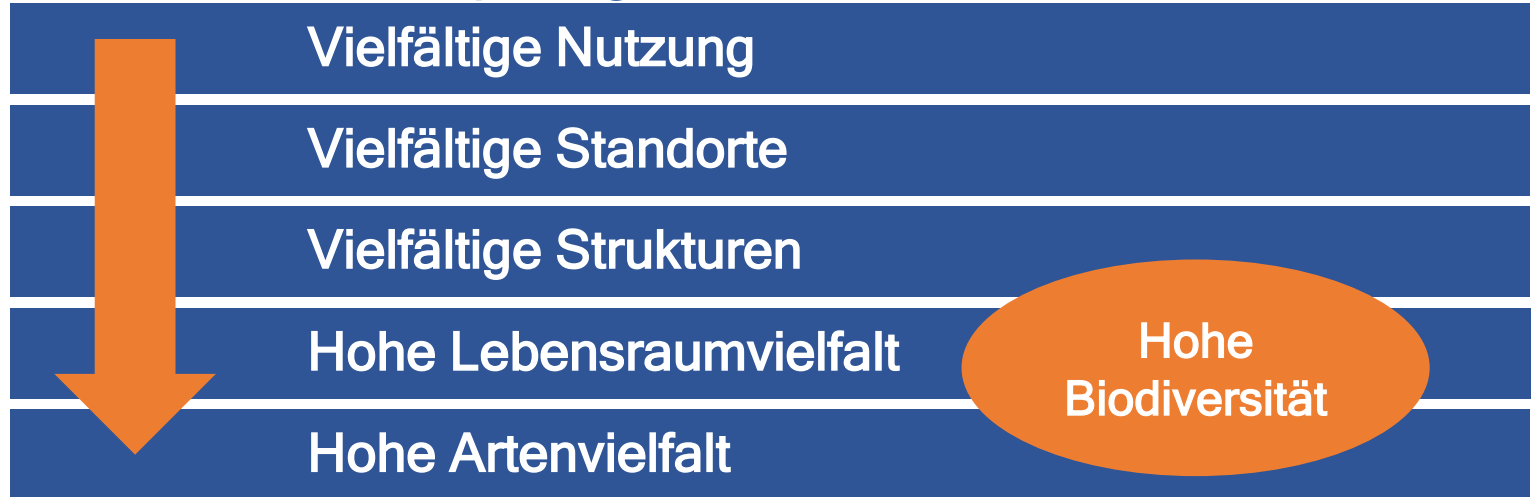 Vielfältige Nutzung
Vielfältige Standorte
Vielfältige Strukturen
Hohe Lebensraumvielfalt
Hohe Artenvielfalt
Hohe
Biodiversität